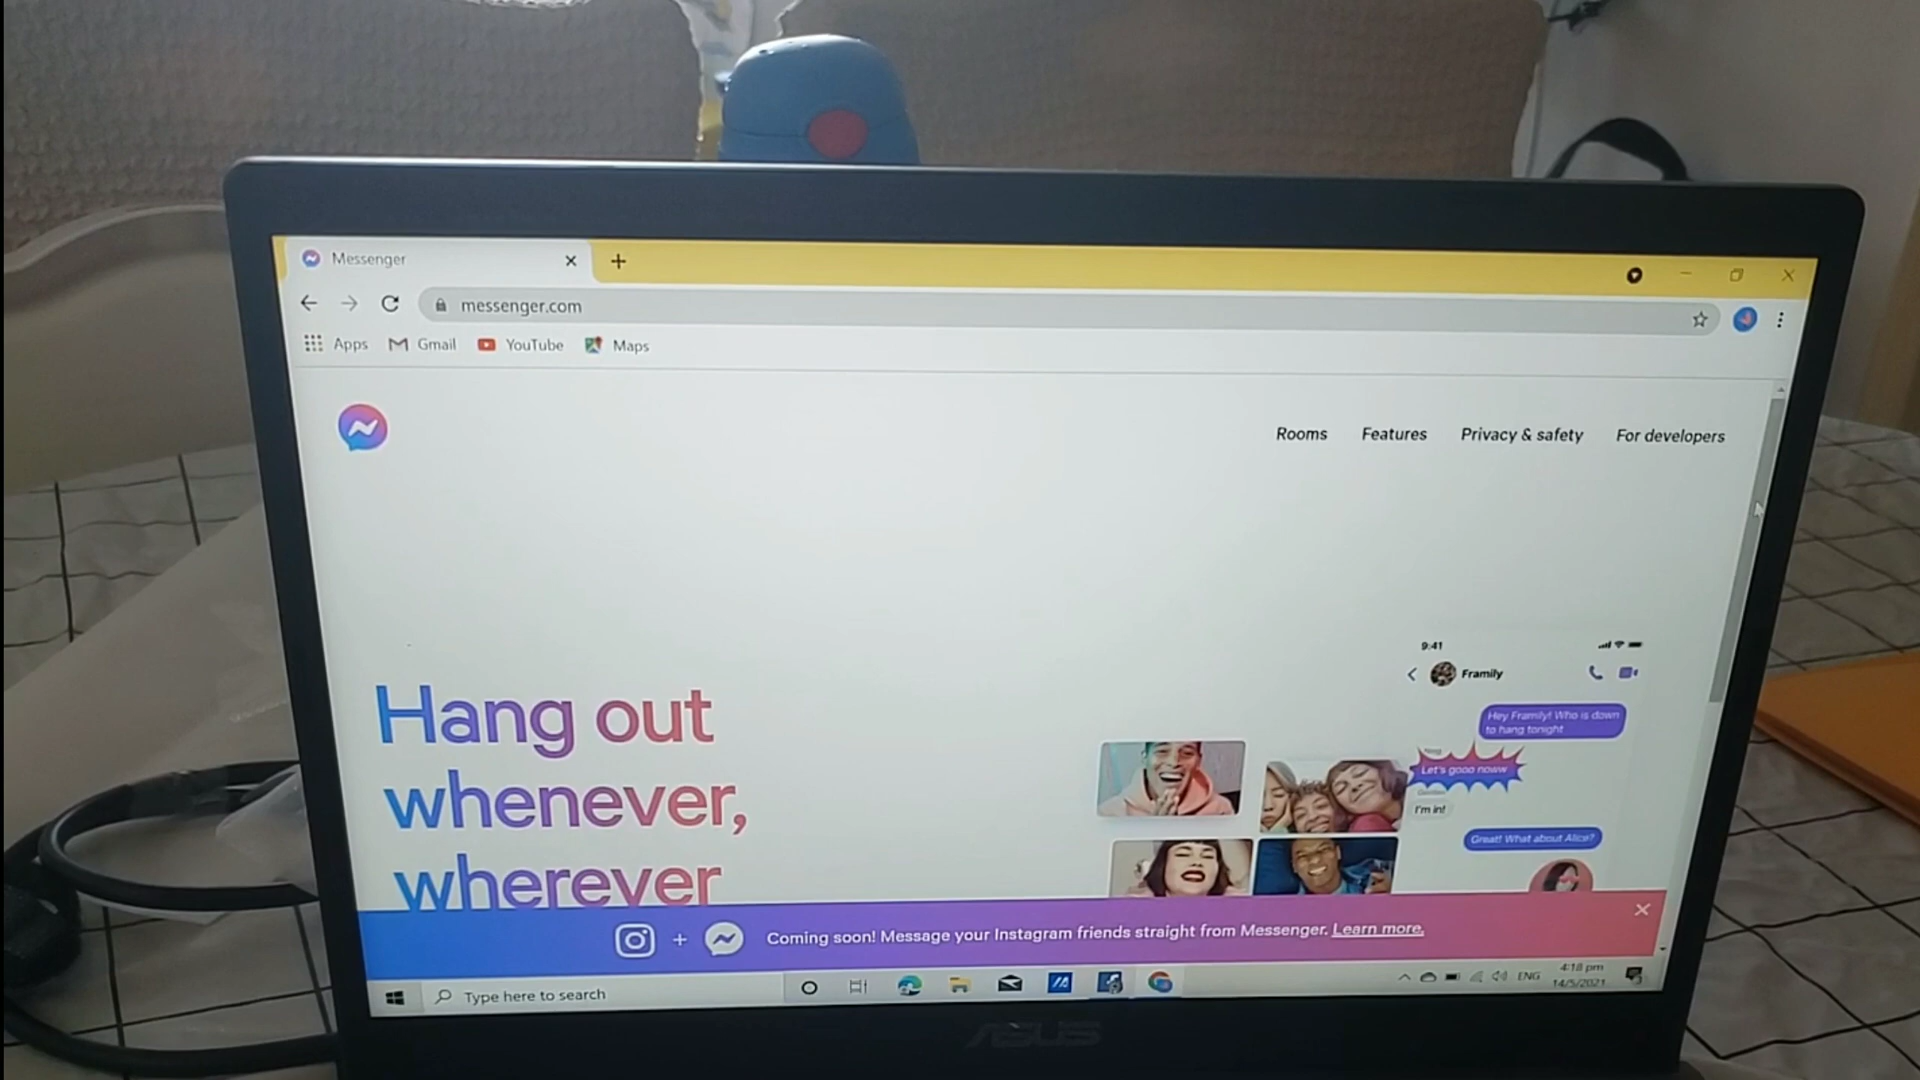 Messenger
messenger.com
Apps Gmail YouTube Maps
Rooms Features Privacy & safety For developers
Hang out
whenever,
wherever
9:41
Framily
Hey Framily! Who is down
to hang tonight
Let's gooo noww
I'm in!
Great! What about Alice?
+ Coming soon! Message your Instagram friends straight from Messenger. Learn more.
Type here to search
ENG
4:18 pm
14/5/2021
ASUS